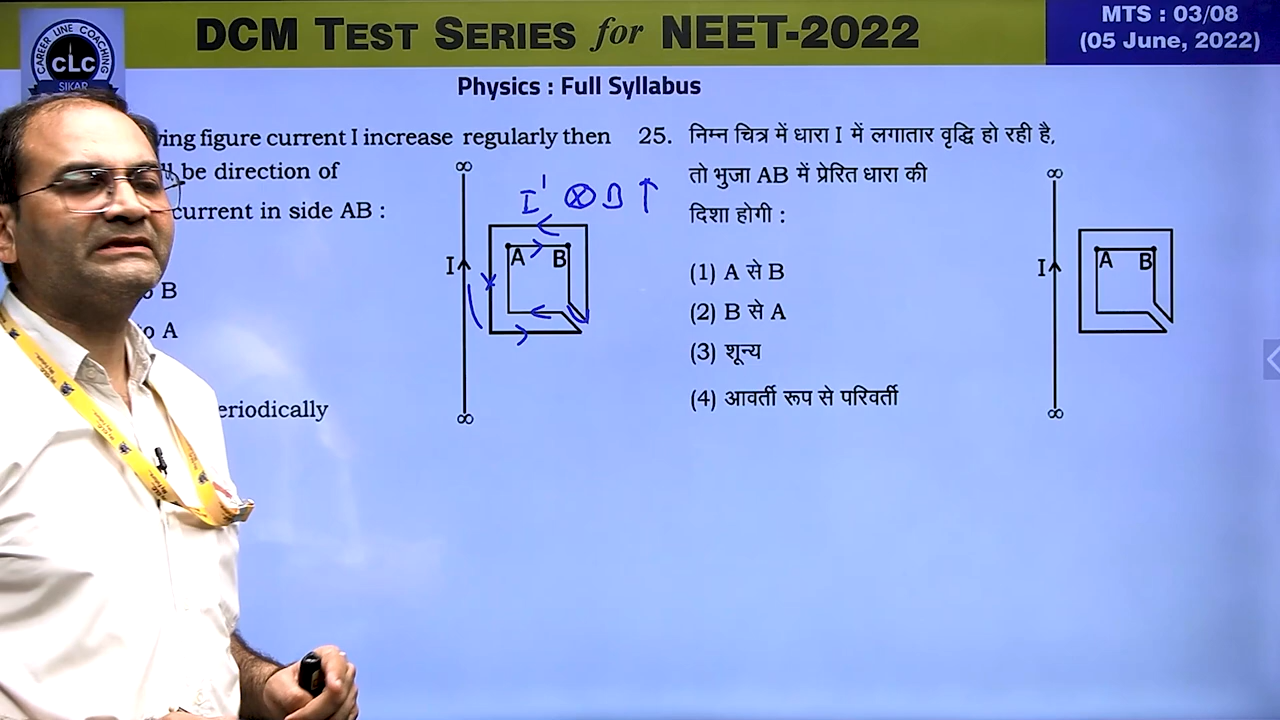 DCM TEST SERIES for NEET-2022
MTS : 03/08
(05 June, 2022)
CAREER LINE COACHING
CLC
SIKAR
Physics : Full Syllabus
ving figure current I increase regularly then
be direction of
current in side AB :
B
to A
eriodically
∞
I' ⊗ B ↑
A B
I
∞
25. निम्न चित्र में धारा I में लगातार वृद्धि हो रही है,
तो भुजा AB में प्रेरित धारा की
दिशा होगी :
(1) A से B
(2) B से A
(3) शून्य
(4) आवर्ती रूप से परिवर्ती
∞
A B
I
∞